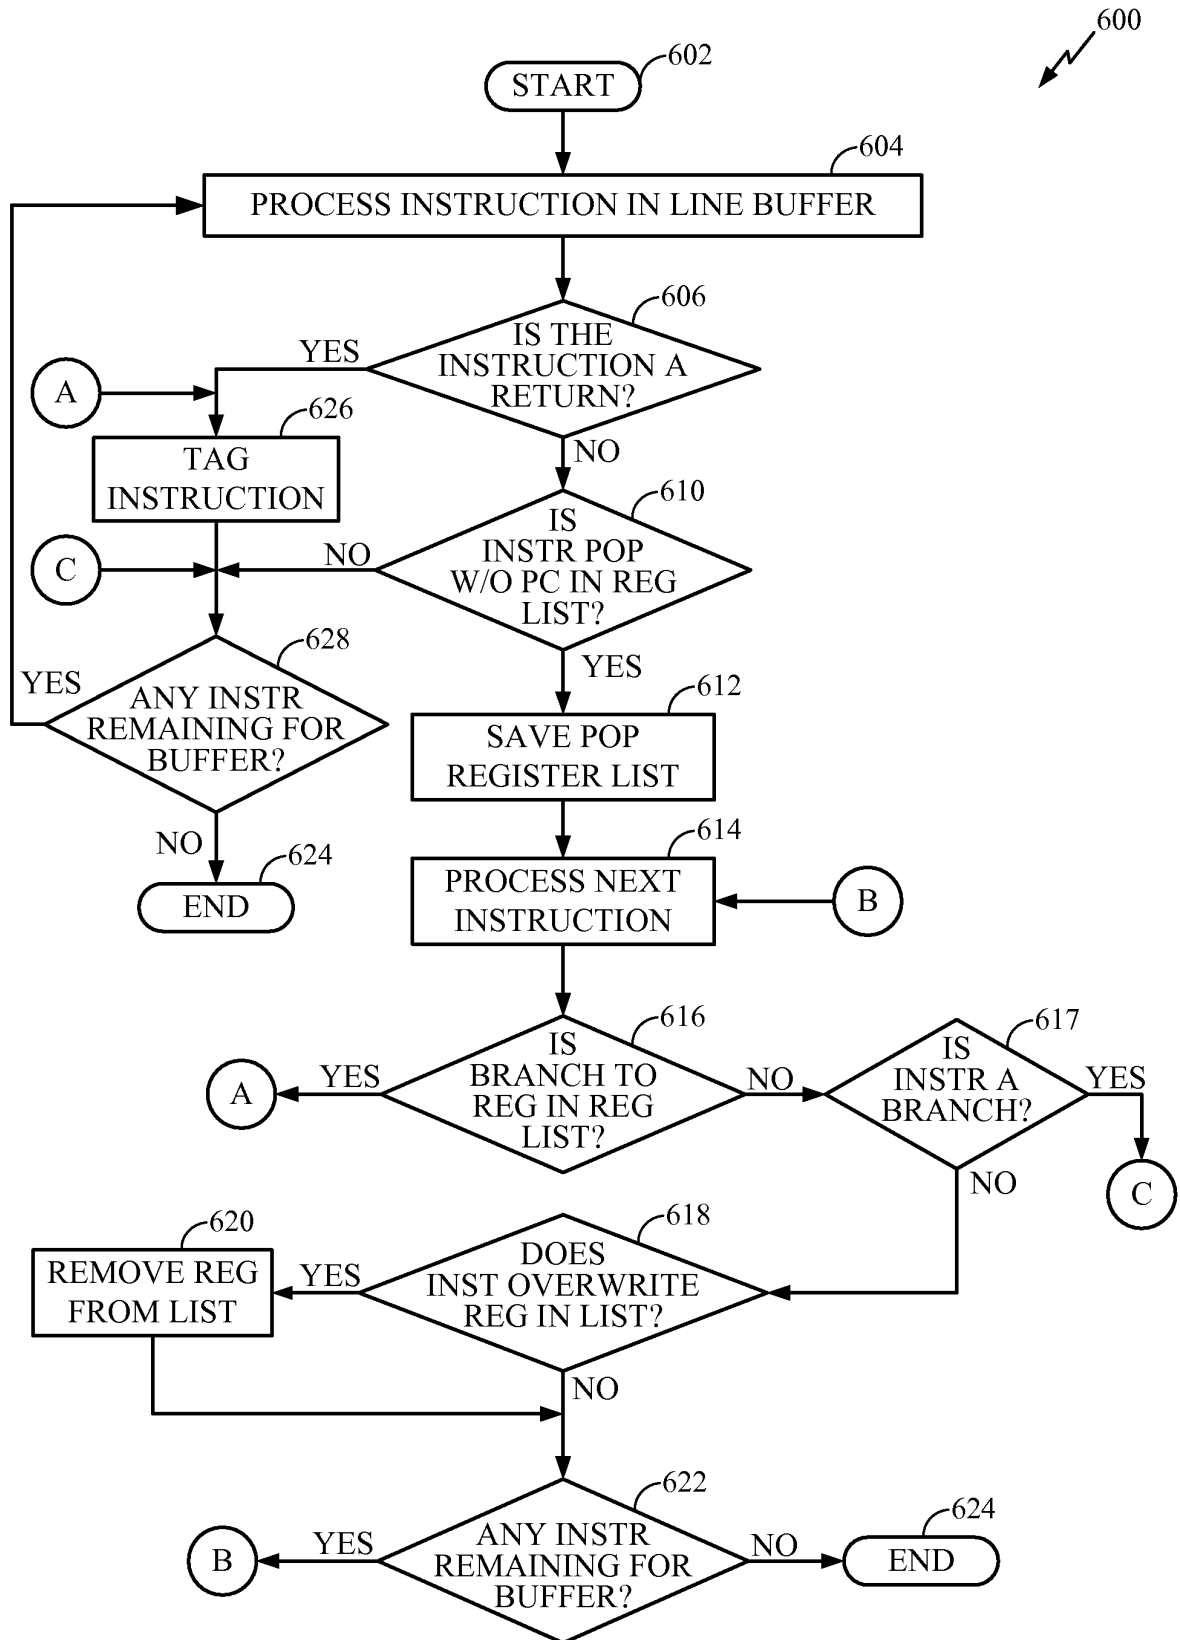 600
602
START
604
PROCESS INSTRUCTION IN LINE BUFFER
606
IS THE
INSTRUCTION A
RETURN?
YES
A
626
NO
TAG
INSTRUCTION
610
IS
INSTR POP
W/O PC IN REG
LIST?
NO
C
628
YES
YES
ANY INSTR
REMAINING FOR
BUFFER?
612
SAVE POP
REGISTER LIST
NO
614
624
END
PROCESS NEXT
INSTRUCTION
B
616
617
IS
BRANCH TO
REG IN REG
LIST?
YES
A
NO
IS
INSTR A
BRANCH?
YES
NO
C
620
618
REMOVE REG
FROM LIST
YES
DOES
INST OVERWRITE
REG IN LIST?
NO
622
624
B
YES
ANY INSTR
REMAINING FOR
BUFFER?
NO
END